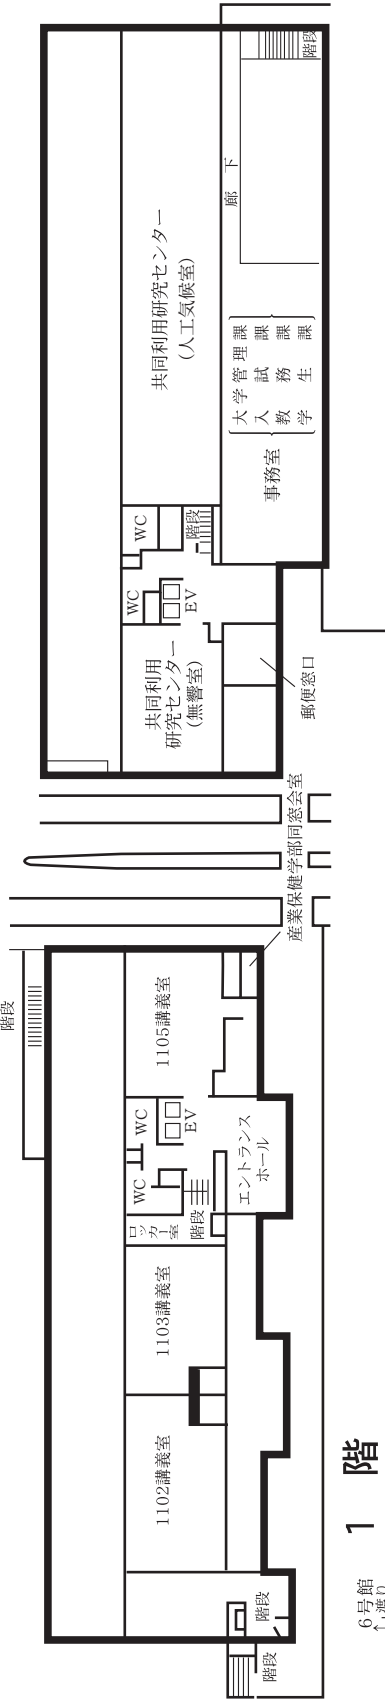 階段
廊下
共同利用研究センター
(人工気候室)
大学管理課
入試課
教務課
学生課
事務室
WC
階段
WC
EV
共同利用
研究センター
(無響室)
郵便窓口
産業保健学部同窓会室
階段
1105講義室
WC
EV
エントランス
ホール
WC
階段
ロッカー室
1103講義室
1102講義室
階段
階段
1 階
6号館
↑渡り